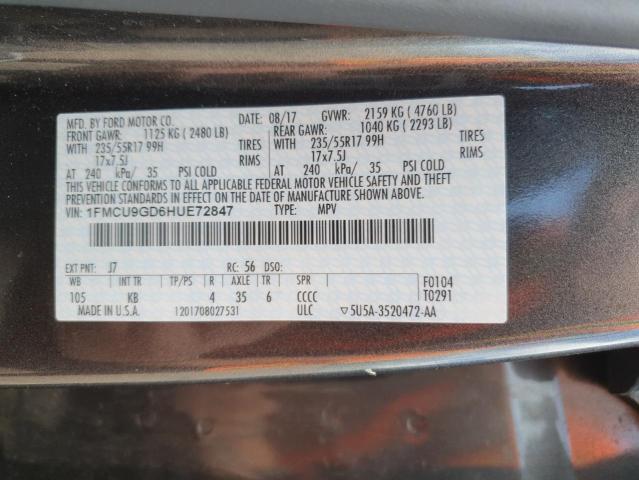 MFD. BY FORD MOTOR CO. DATE: 08/17 GVWR: 2159 KG ( 4760 LB)
FRONT GAWR: 1125 KG ( 2480 LB) REAR GAWR: 1040 KG ( 2293 LB)
WITH 235/55R17 99H TIRES WITH 235/55R17 99H TIRES
17x7.5J RIMS 17x7.5J RIMS
AT 240 kPa/ 35 PSI COLD AT 240 kPa/ 35 PSI COLD
THIS VEHICLE CONFORMS TO ALL APPLICABLE FEDERAL MOTOR VEHICLE SAFETY AND THEFT
PREVENTION STANDARDS IN EFFECT ON THE DATE OF MANUFACTURE SHOWN ABOVE.
VIN: 1FMCU9GD6HUE72847 TYPE: MPV
EXT PNT: J7 RC: 56 DSO:
WB INT TR TP/PS R AXLE TR SPR F0104
105 KB 4 35 6 CCCC T0291
MADE IN U.S.A. 1201708027531 ULC ▽5U5A-3520472-AA